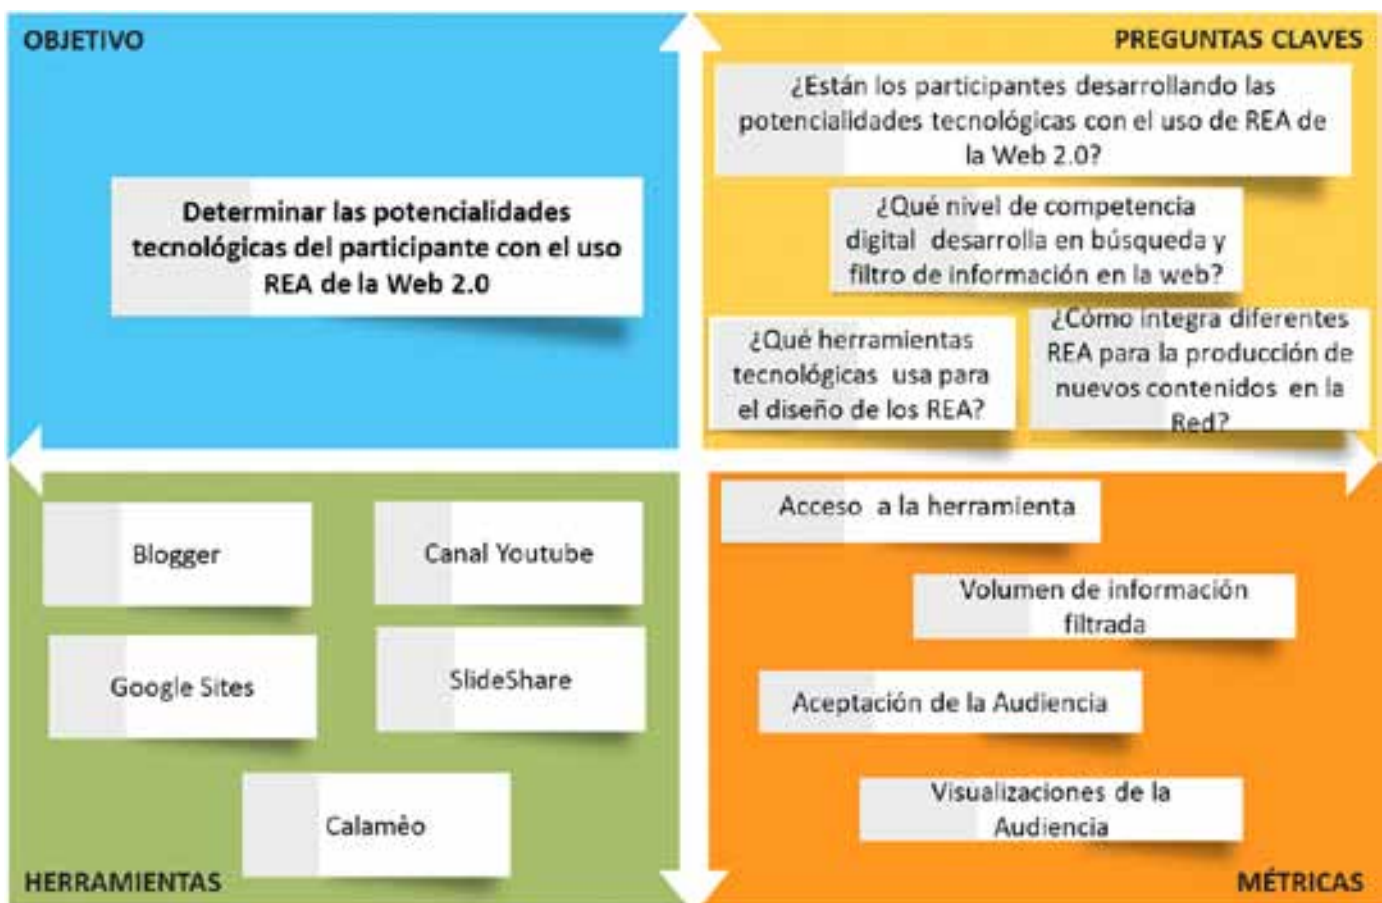 OBJETIVO
Determinar las potencialidades
tecnológicas del participante con el uso
REA de la Web 2.0
PREGUNTAS CLAVES
¿Están los participantes desarrollando las
potencialidades tecnológicas con el uso de REA de
la Web 2.0?
¿Qué nivel de competencia
digital desarrolla en búsqueda y
filtro de información en la web?
¿Qué herramientas
tecnológicas usa para
el diseño de los REA?
¿Cómo integra diferentes
REA para la producción de
nuevos contenidos en la
Red?
Blogger
Canal Youtube
Google Sites
SlideShare
Calamêo
HERRAMIENTAS
Acceso a la herramienta
Volumen de información
filtrada
Aceptación de la Audiencia
Visualizaciones de la
Audiencia
MÉTRICAS